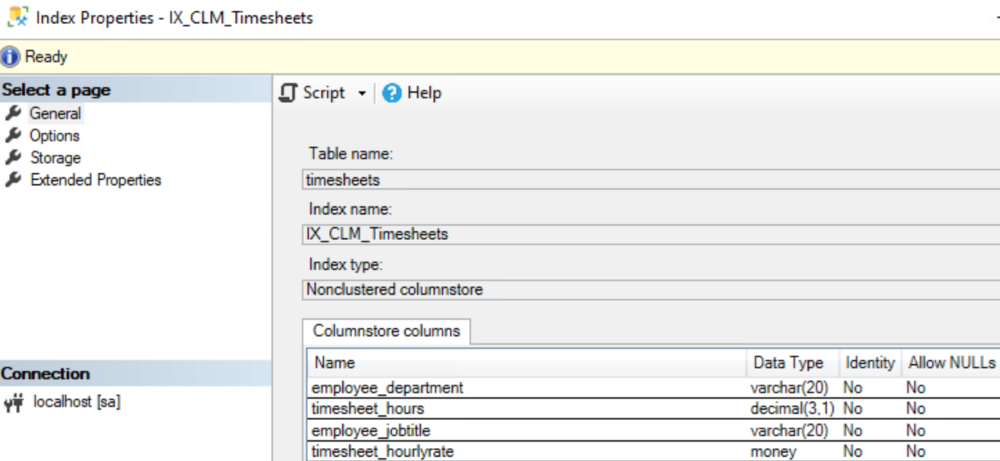 Index Properties - IX_CLM_Timesheets
Ready
Select a page
General
Options
Storage
Extended Properties
Connection
localhost [sa]
Script Help
Table name:
timesheets
Index name:
IX_CLM_Timesheets
Index type:
Nonclustered columnstore
Columnstore columns
Name Data Type Identity Allow NULLs
employee_department varchar(20) No No
timesheet_hours decimal(3,1) No No
employee_jobtitle varchar(20) No No
timesheet_hourlyrate money No No